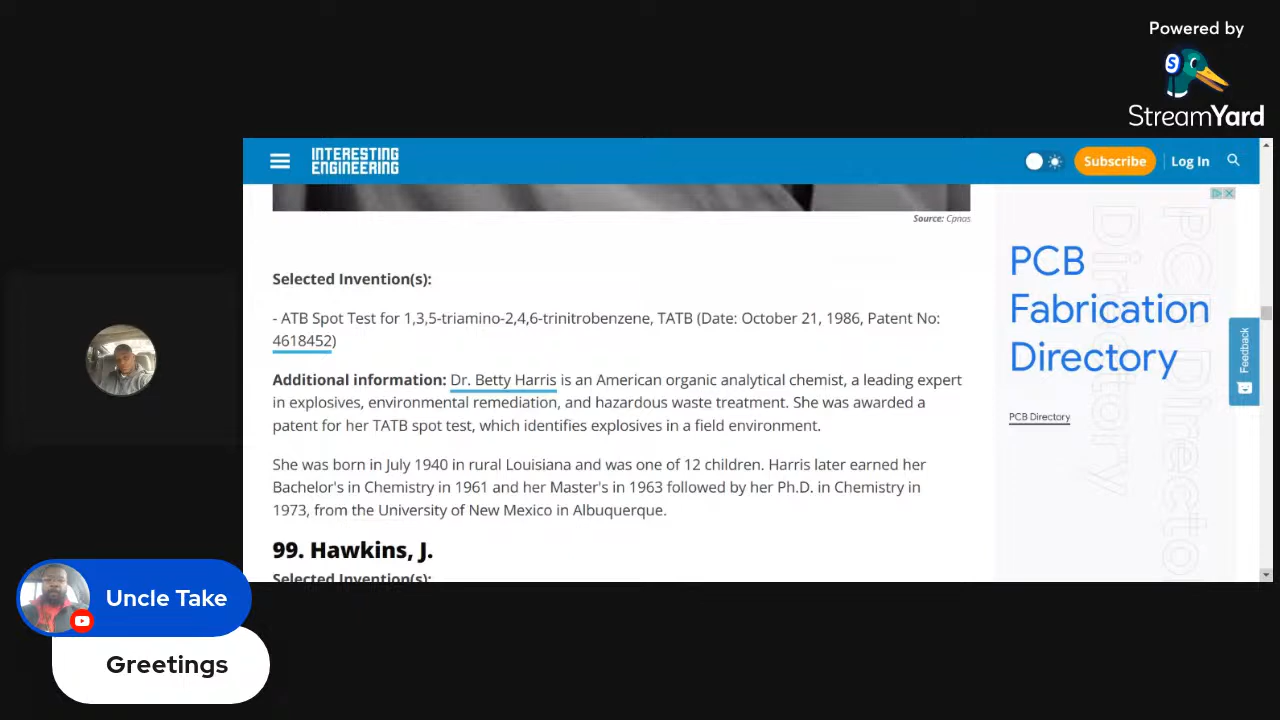 Powered by
StreamYard
INTERESTING
ENGINEERING
Subscribe
Log In
Source: Cpnas
Selected Invention(s):
- ATB Spot Test for 1,3,5-triamino-2,4,6-trinitrobenzene, TATB (Date: October 21, 1986, Patent No:
4618452)
Additional information: Dr. Betty Harris is an American organic analytical chemist, a leading expert
in explosives, environmental remediation, and hazardous waste treatment. She was awarded a
patent for her TATB spot test, which identifies explosives in a field environment.
She was born in July 1940 in rural Louisiana and was one of 12 children. Harris later earned her
Bachelor's in Chemistry in 1961 and her Master's in 1963 followed by her Ph.D. in Chemistry in
1973, from the University of New Mexico in Albuquerque.
99. Hawkins, J.
Selected Invention(s):
PCB
Fabrication
Directory
PCB Directory
PCB Directo
Directory
Feedback
Uncle Take
Greetings